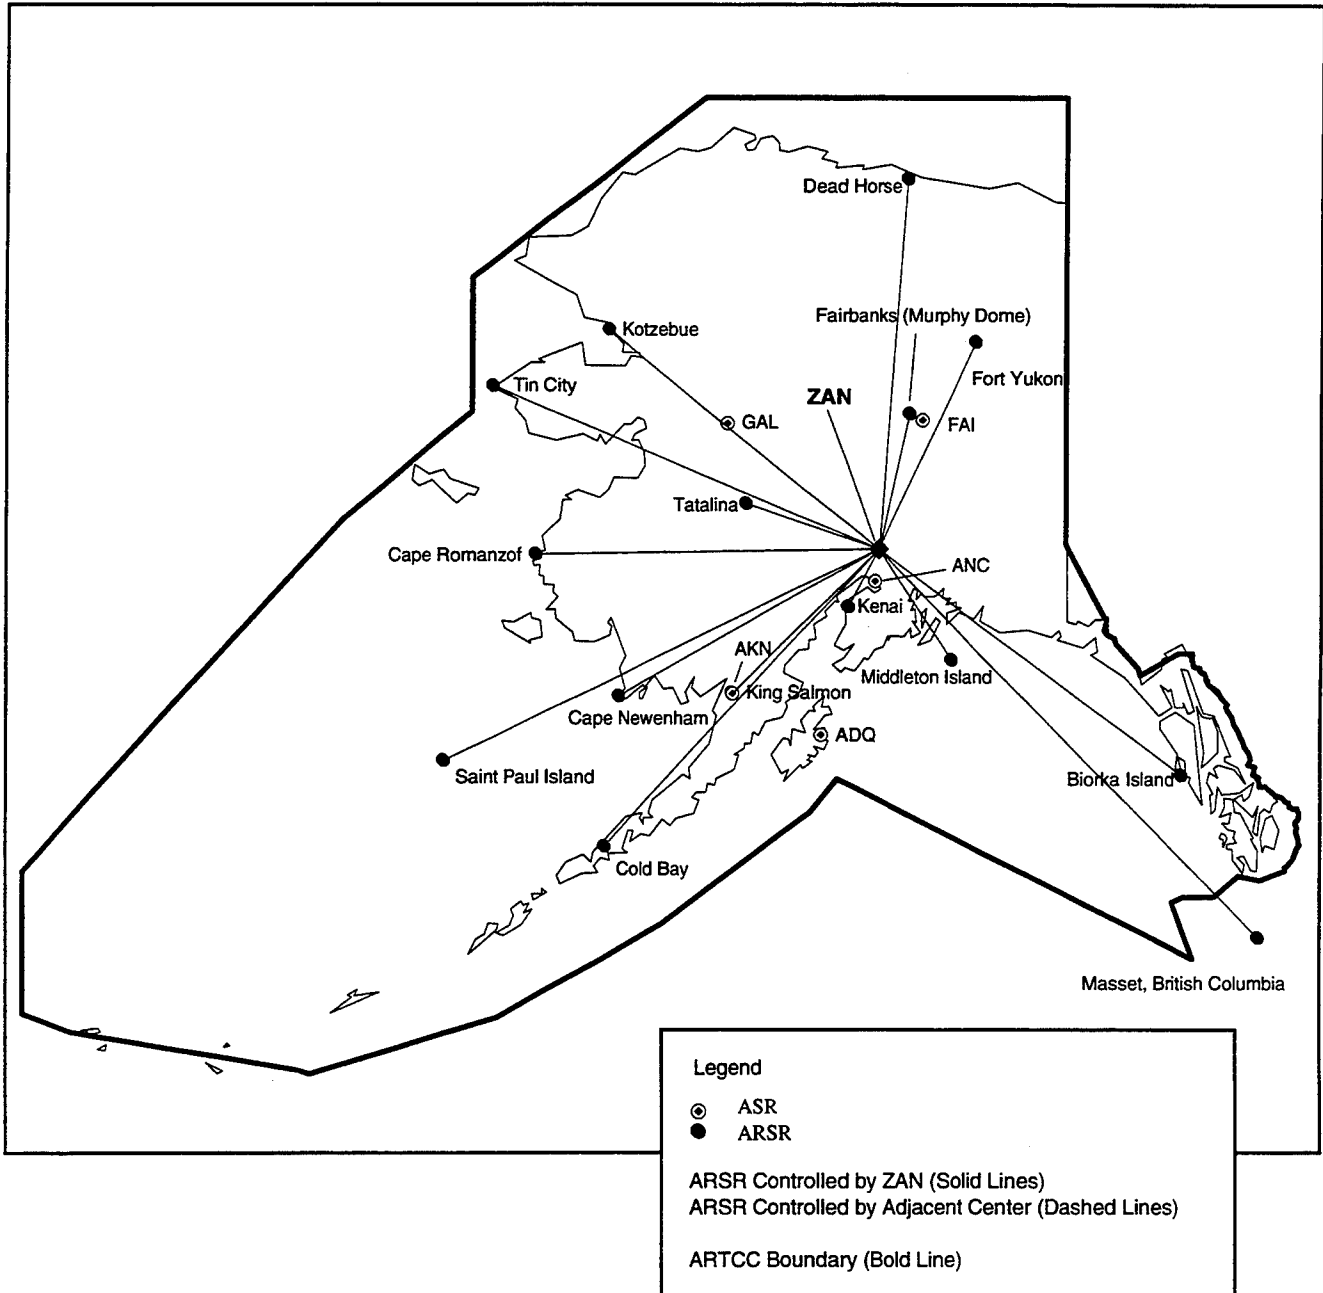 Dead Horse
Fairbanks (Murphy Dome)
Kotzebue
Fort Yukon
Tin City
ZAN
GAL
FAI
Tatalina
Cape Romanzof
ANC
Kenai
AKN
Middleton Island
King Salmon
Cape Newenham
ADQ
Saint Paul Island
Biorka Island
Cold Bay
Masset, British Columbia
Legend
ASR
ARSR
ARSR Controlled by ZAN (Solid Lines)
ARSR Controlled by Adjacent Center (Dashed Lines)
ARTCC Boundary (Bold Line)